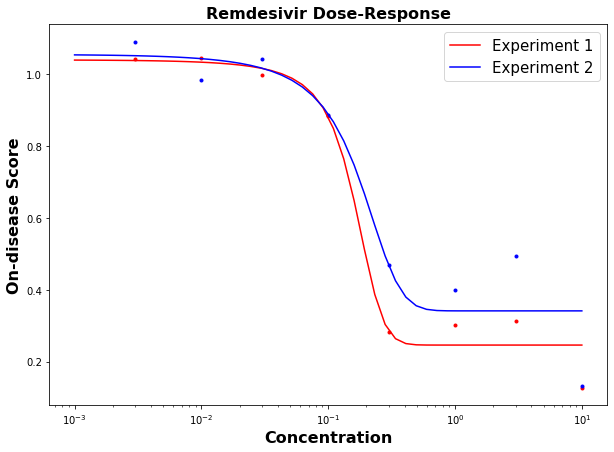 Remdesivir Dose-Response
Experiment 1
Experiment 2
On-disease Score
1.0
0.8
0.6
0.4
0.2
10⁻³
10⁻²
10⁻¹
10⁰
10¹
Concentration